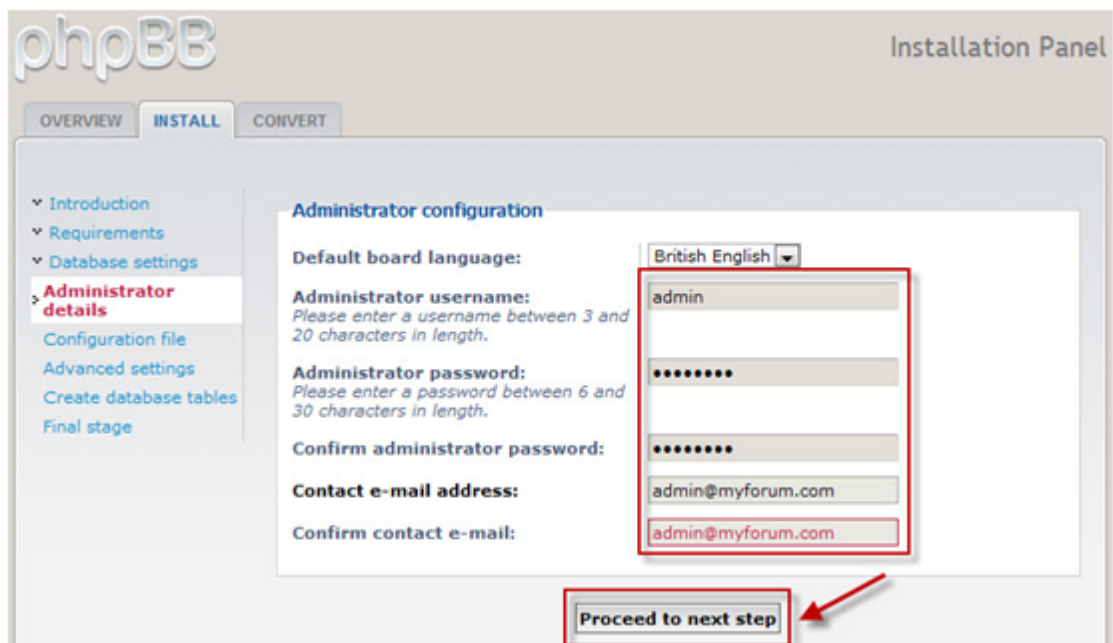 phpBB
Installation Panel
OVERVIEW INSTALL CONVERT
Introduction
Requirements
Database settings
Administrator
details
Configuration file
Advanced settings
Create database tables
Final stage
Administrator configuration
Default board language: British English
Administrator username: admin
Please enter a username between 3 and
20 characters in length.
Administrator password: ••••••••
Please enter a password between 6 and
30 characters in length.
Confirm administrator password: ••••••••
Contact e-mail address: admin@myforum.com
Confirm contact e-mail: admin@myforum.com
Proceed to next step